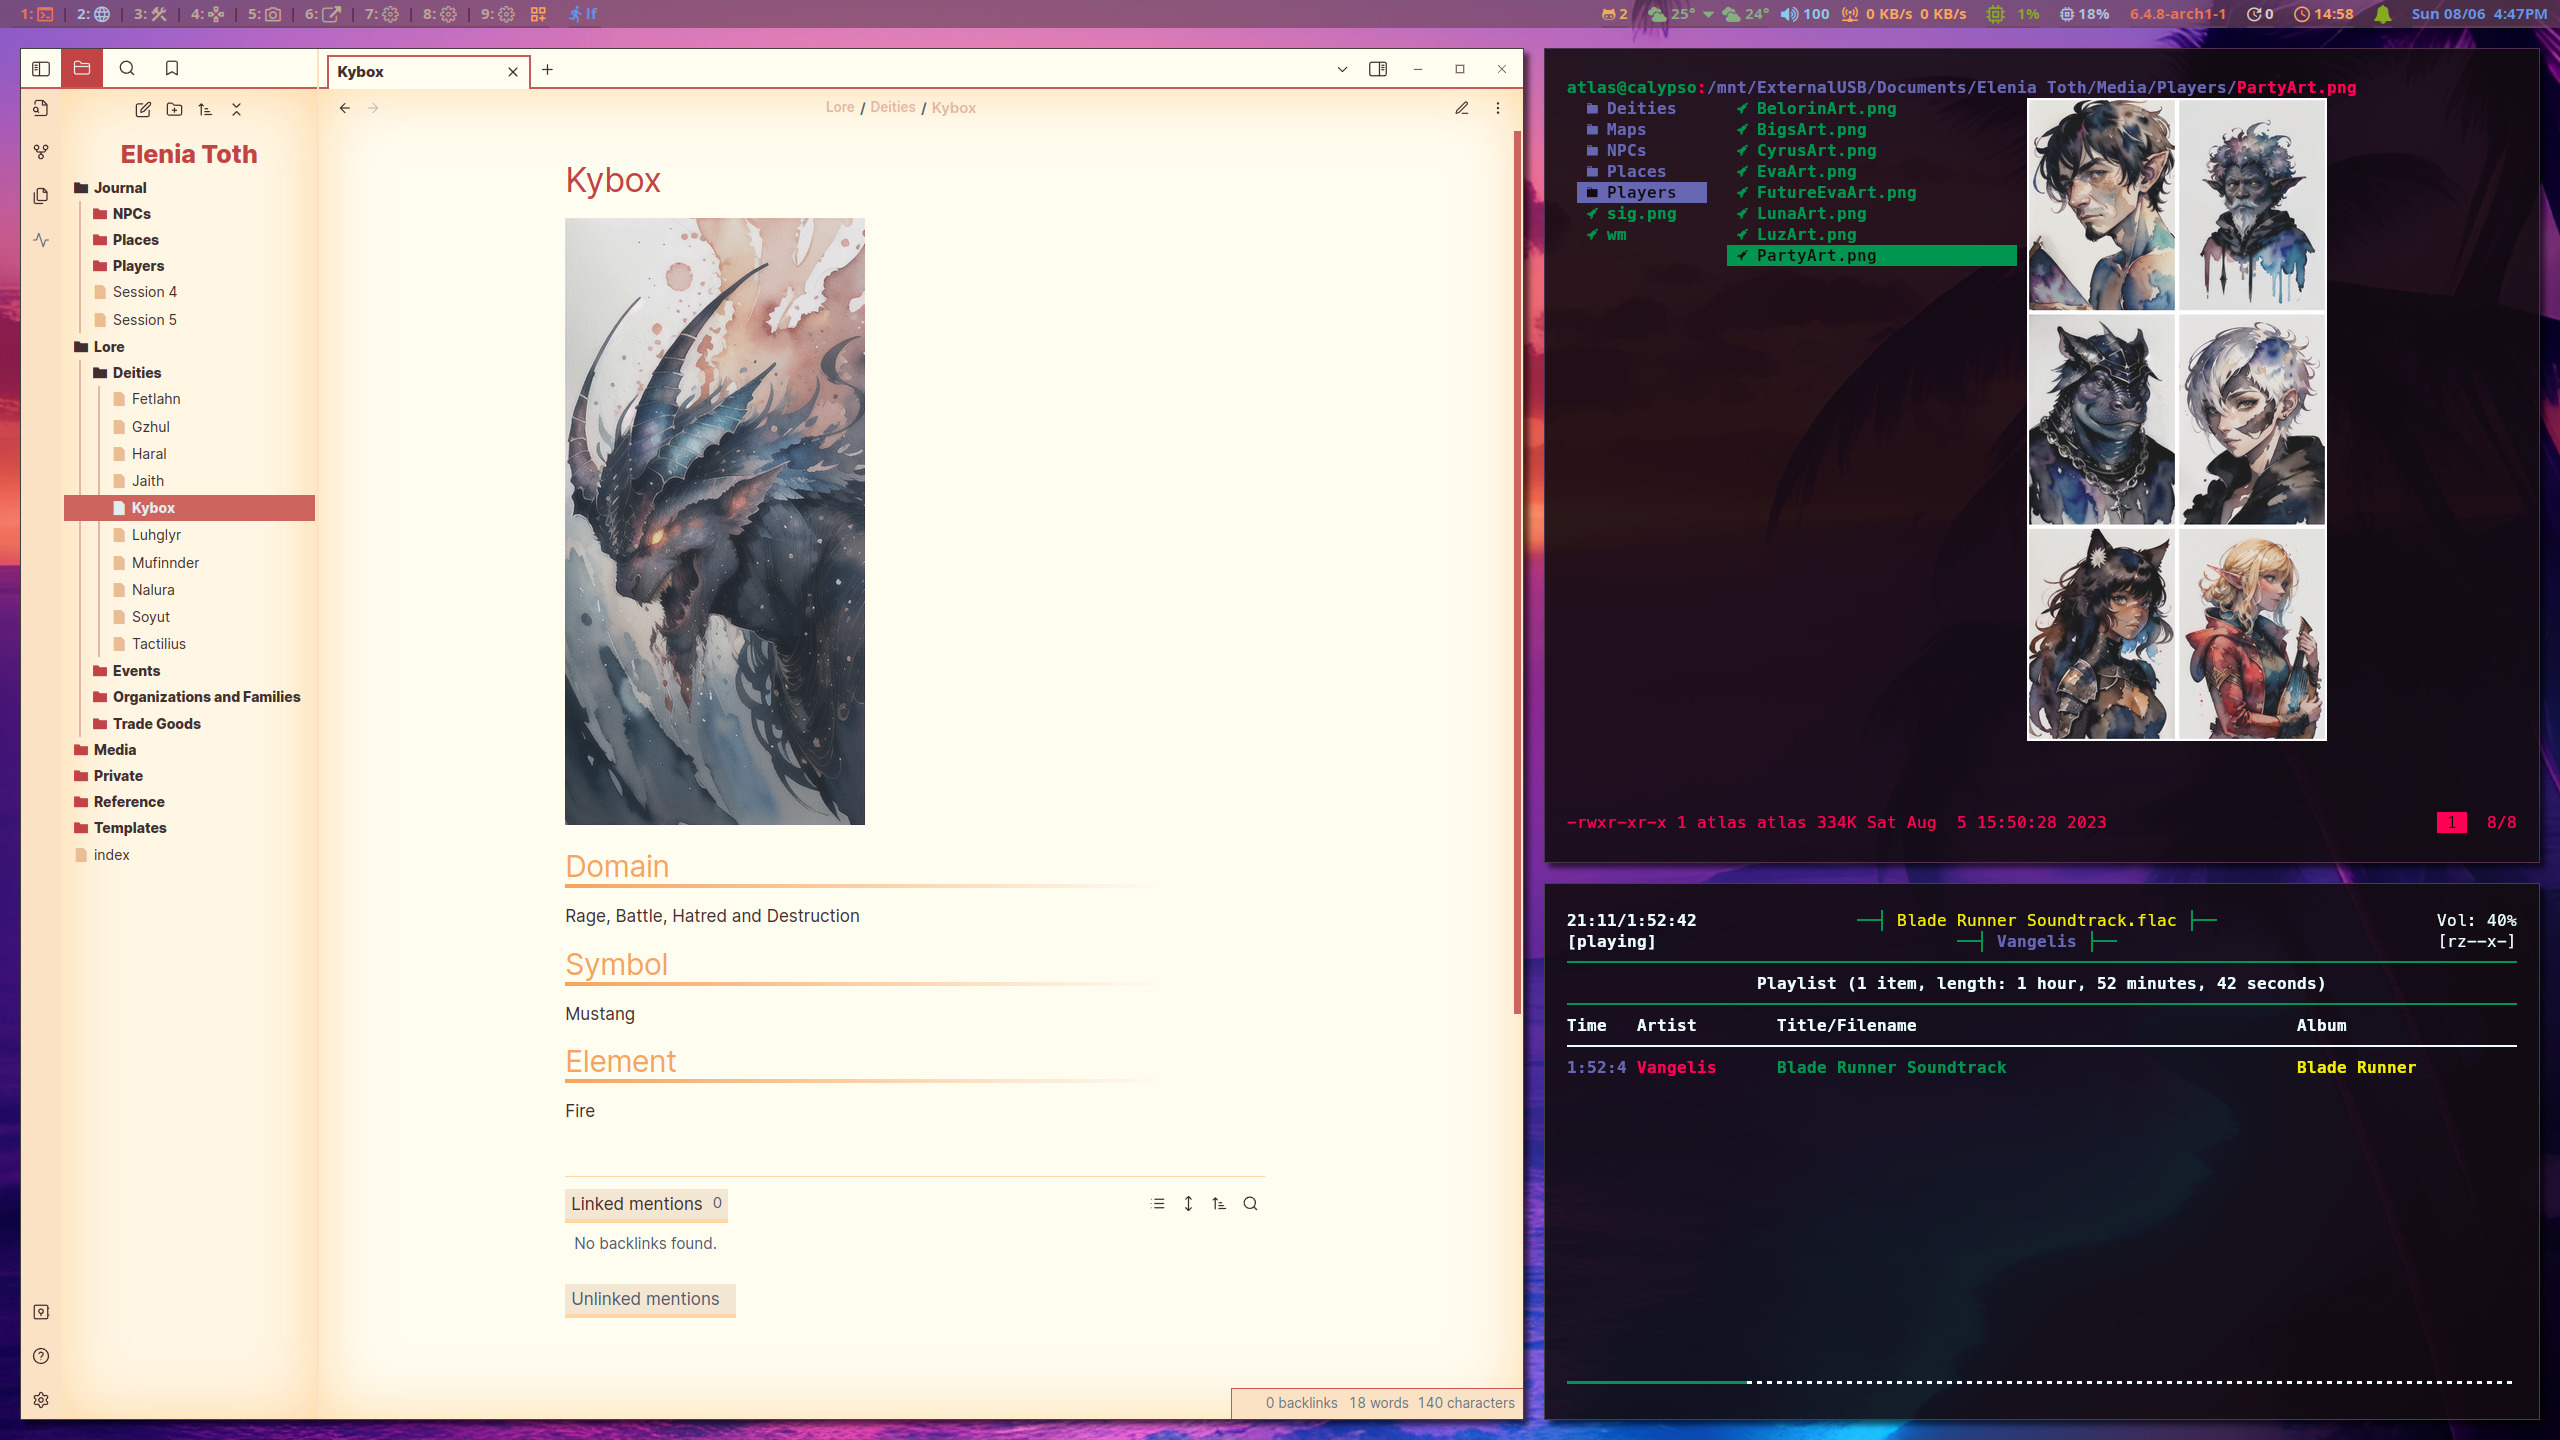 1: | 2: | 3: | 4: | 5: | 6: | 7: | 8: | 9: lf
2 25° 24° 100 0 KB/s 0 KB/s 1% 18% 6.4.8-arch1-1 0 14:58 Sun 08/06 4:47PM
Kybox
Lore / Deities / Kybox
Elenia Toth
Journal
NPCs
Places
Players
Session 4
Session 5
Lore
Deities
Fetlahn
Gzhul
Haral
Jaith
Kybox
Luhglyr
Mufinnder
Nalura
Soyut
Tactilius
Events
Organizations and Families
Trade Goods
Media
Private
Reference
Templates
index
Kybox
Domain
Rage, Battle, Hatred and Destruction
Symbol
Mustang
Element
Fire
Linked mentions 0
No backlinks found.
Unlinked mentions
0 backlinks 18 words 140 characters
atlas@calypso:/mnt/ExternalUSB/Documents/Elenia Toth/Media/Players/PartyArt.png
Deities BelorinArt.png
Maps BigsArt.png
NPCs CyrusArt.png
Places EvaArt.png
Players FutureEvaArt.png
sig.png LunaArt.png
wm LuzArt.png
PartyArt.png
-rwxr-xr-x 1 atlas atlas 334K Sat Aug  5 15:50:28 2023 1 8/8
21:11/1:52:42 Blade Runner Soundtrack.flac Vol: 40%
[playing] Vangelis [rz--x-]
Playlist (1 item, length: 1 hour, 52 minutes, 42 seconds)
Time Artist Title/Filename Album
1:52:4 Vangelis Blade Runner Soundtrack Blade Runner